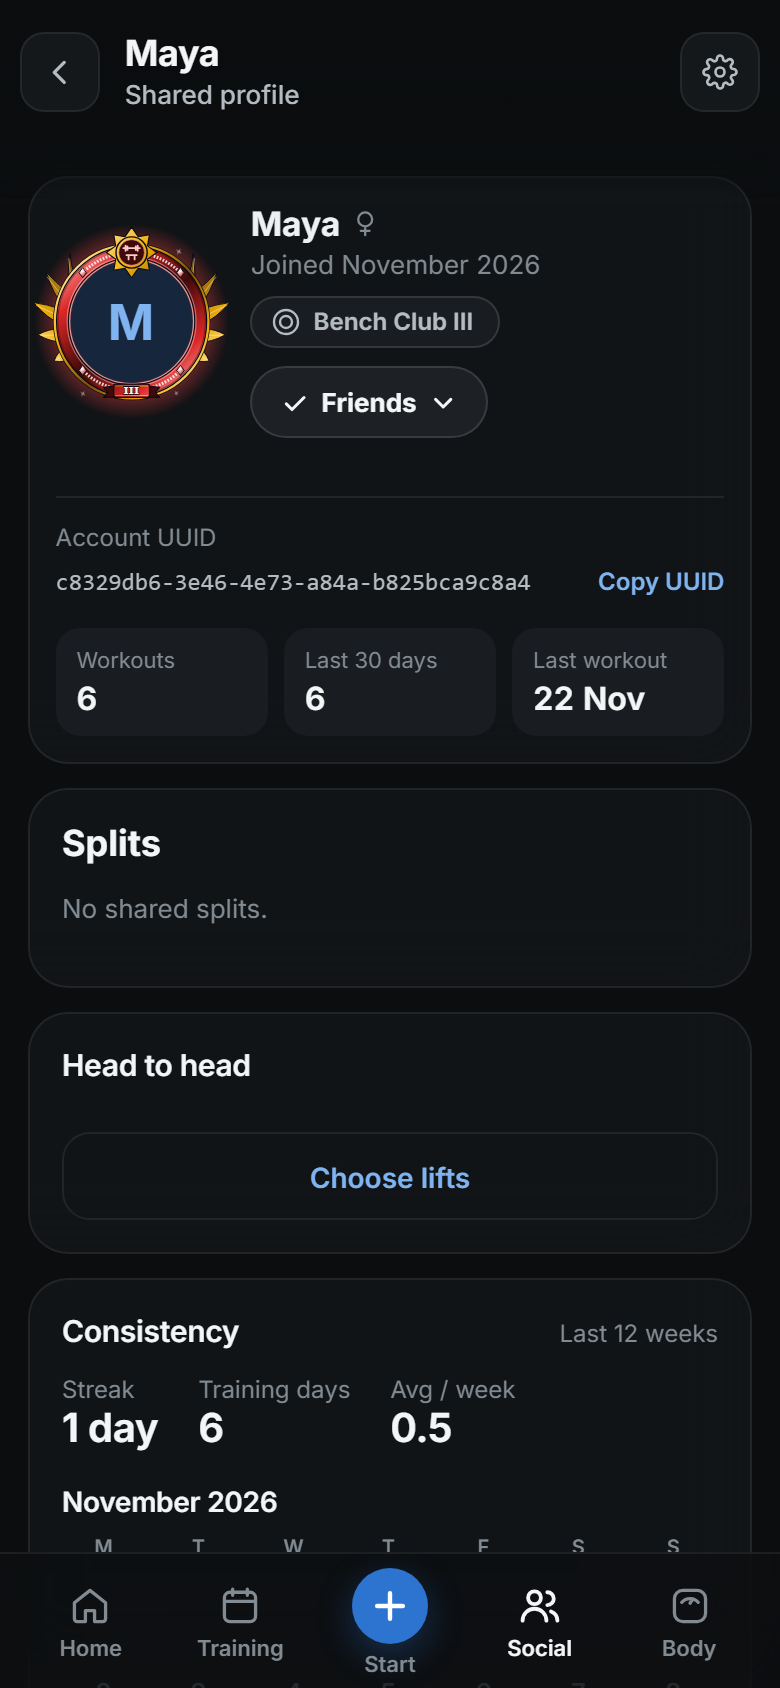 Maya
Shared profile
Maya
Joined November 2026
M
Bench Club III
III
Friends
Account UUID
c8329db6-3e46-4e73-a84a-b825bca9c8a4
Copy UUID
Workouts
6
Last 30 days
6
Last workout
22 Nov
Splits
No shared splits.
Head to head
Choose lifts
Consistency
Last 12 weeks
Streak
1 day
Training days
6
Avg / week
0.5
November 2026
M T W T F S S
Home
Training
Start
Social
Body